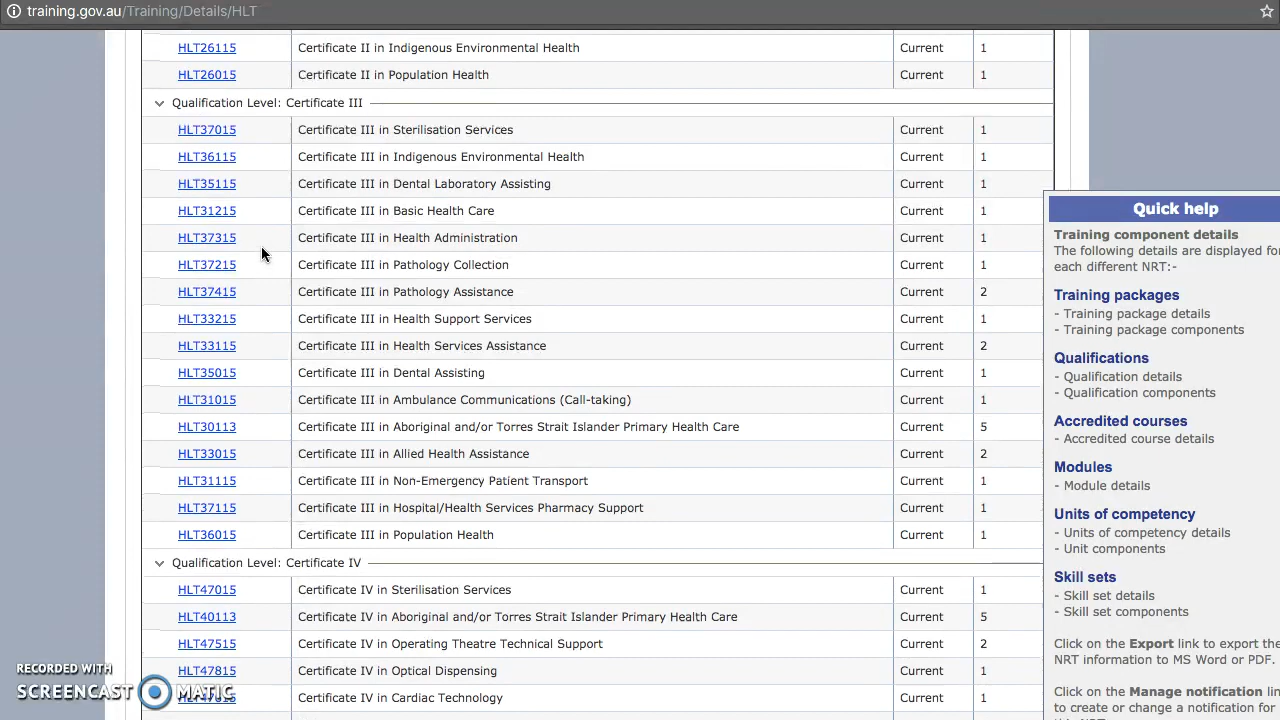 training.gov.au/Training/Details/HLT
HLT26115 Certificate II in Indigenous Environmental Health Current 1
HLT26015 Certificate II in Population Health Current 1
Qualification Level: Certificate III
HLT37015 Certificate III in Sterilisation Services Current 1
HLT36115 Certificate III in Indigenous Environmental Health Current 1
HLT35115 Certificate III in Dental Laboratory Assisting Current 1
HLT31215 Certificate III in Basic Health Care Current 1
HLT37315 Certificate III in Health Administration Current 1
HLT37215 Certificate III in Pathology Collection Current 1
HLT37415 Certificate III in Pathology Assistance Current 2
HLT33215 Certificate III in Health Support Services Current 1
HLT33115 Certificate III in Health Services Assistance Current 2
HLT35015 Certificate III in Dental Assisting Current 1
HLT31015 Certificate III in Ambulance Communications (Call-taking) Current 1
HLT30113 Certificate III in Aboriginal and/or Torres Strait Islander Primary Health Care Current 5
HLT33015 Certificate III in Allied Health Assistance Current 2
HLT31115 Certificate III in Non-Emergency Patient Transport Current 1
HLT37115 Certificate III in Hospital/Health Services Pharmacy Support Current 1
HLT36015 Certificate III in Population Health Current 1
Qualification Level: Certificate IV
HLT47015 Certificate IV in Sterilisation Services Current 1
HLT40113 Certificate IV in Aboriginal and/or Torres Strait Islander Primary Health Care Current 5
HLT47515 Certificate IV in Operating Theatre Technical Support Current 2
HLT47815 Certificate IV in Optical Dispensing Current 1
Certificate IV in Cardiac Technology Current 1
Quick help
Training component details
The following details are displayed for
each different NRT:-
Training packages
- Training package details
- Training package components
Qualifications
- Qualification details
- Qualification components
Accredited courses
- Accredited course details
Modules
- Module details
Units of competency
- Units of competency details
- Unit components
Skill sets
- Skill set details
- Skill set components
Click on the Export link to export the
NRT information to MS Word or PDF.
Click on the Manage notification
to create or change a notification for
RECORDED WITH
SCREENCAST MATIC